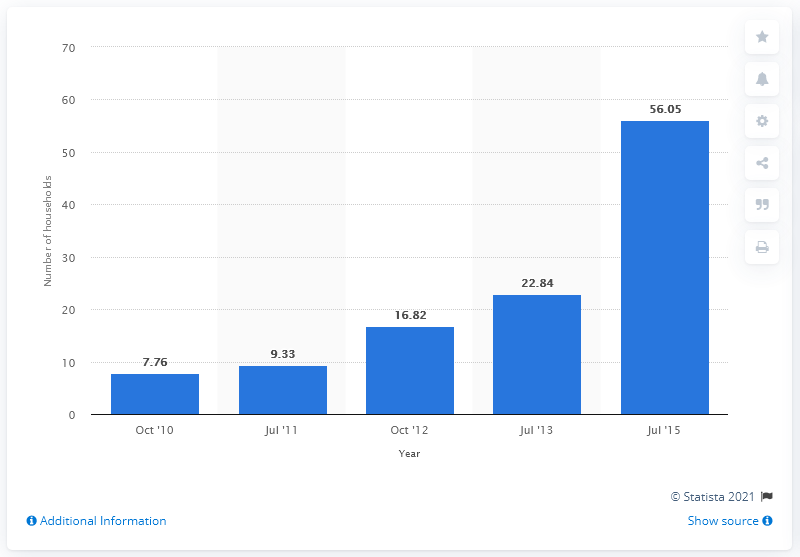 70
60
50
40
30
20
10
0
Number of households
7.76
9.33
16.82
22.84
56.05
Oct '10
Jul '11
Oct '12
Jul '13
Jul '15
Year
© Statista 2021
Additional Information
Show source